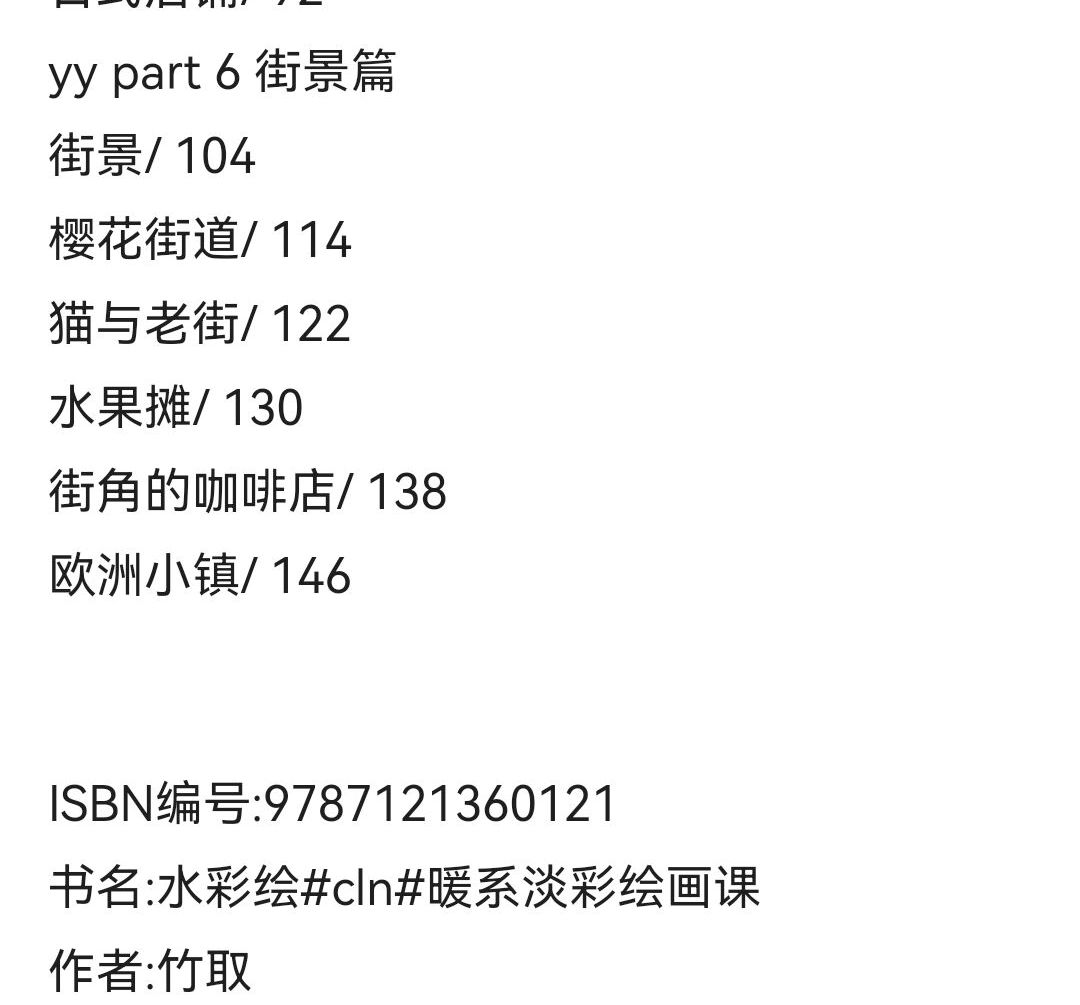 yy part 6 街景篇
街景/ 104
樱花街道/ 114
猫与老街/ 122
水果摊/ 130
街角的咖啡店/ 138
欧洲小镇/ 146
ISBN编号:9787121360121
书名:水彩绘#cln#暖系淡彩绘画课
作者:竹取